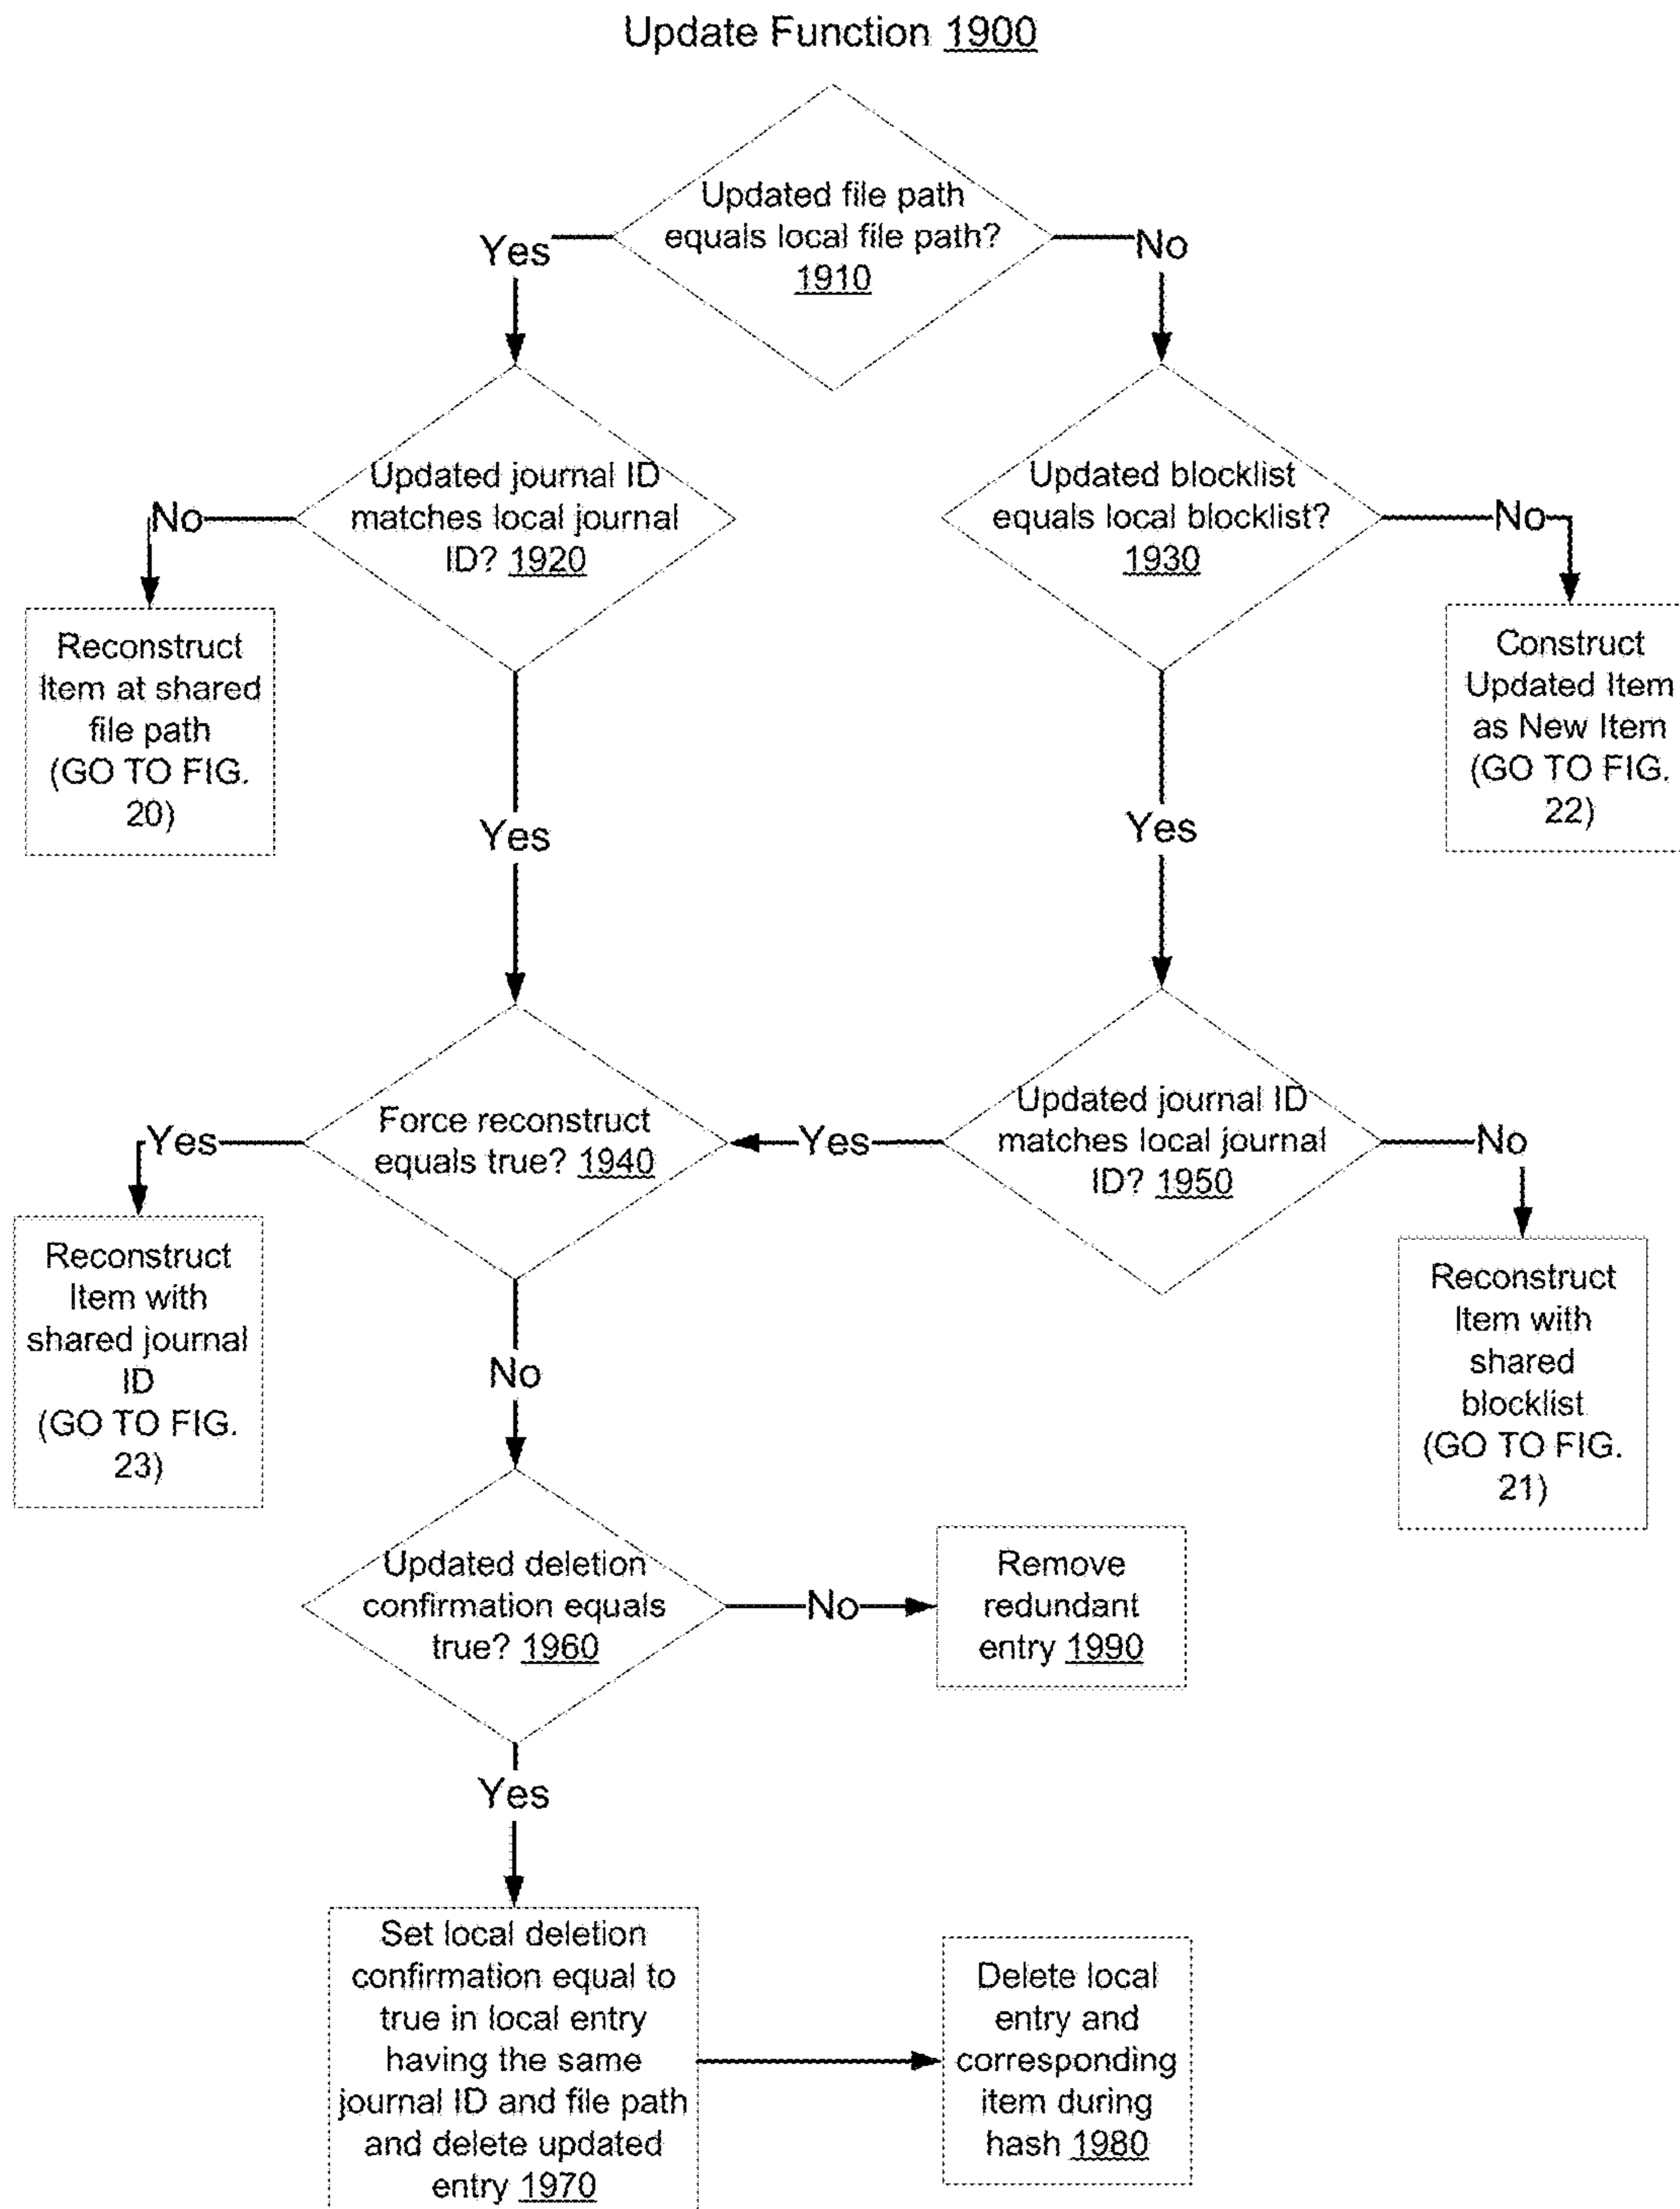 Update Function 1900
Updated file path
equals local file path?
1910
Yes
No
Updated journal ID
matches local journal
ID? 1920
Updated blocklist
equals local blocklist?
1930
No
No
Reconstruct
Item at shared
file path
(GO TO FIG.
20)
Construct
Updated Item
as New Item
(GO TO FIG.
22)
Yes
Yes
Force reconstruct
equals true? 1940
Updated journal ID
matches local journal
ID? 1950
Yes
Yes
No
Reconstruct
Item with
shared journal
ID
(GO TO FIG.
23)
Reconstruct
Item with
shared
blocklist
(GO TO FIG.
21)
No
Updated deletion
confirmation equals
true? 1960
No
Remove
redundant
entry 1990
Yes
Set local deletion
confirmation equal to
true in local entry
having the same
journal ID and file path
and delete updated
entry 1970
Delete local
entry and
corresponding
item during
hash 1980